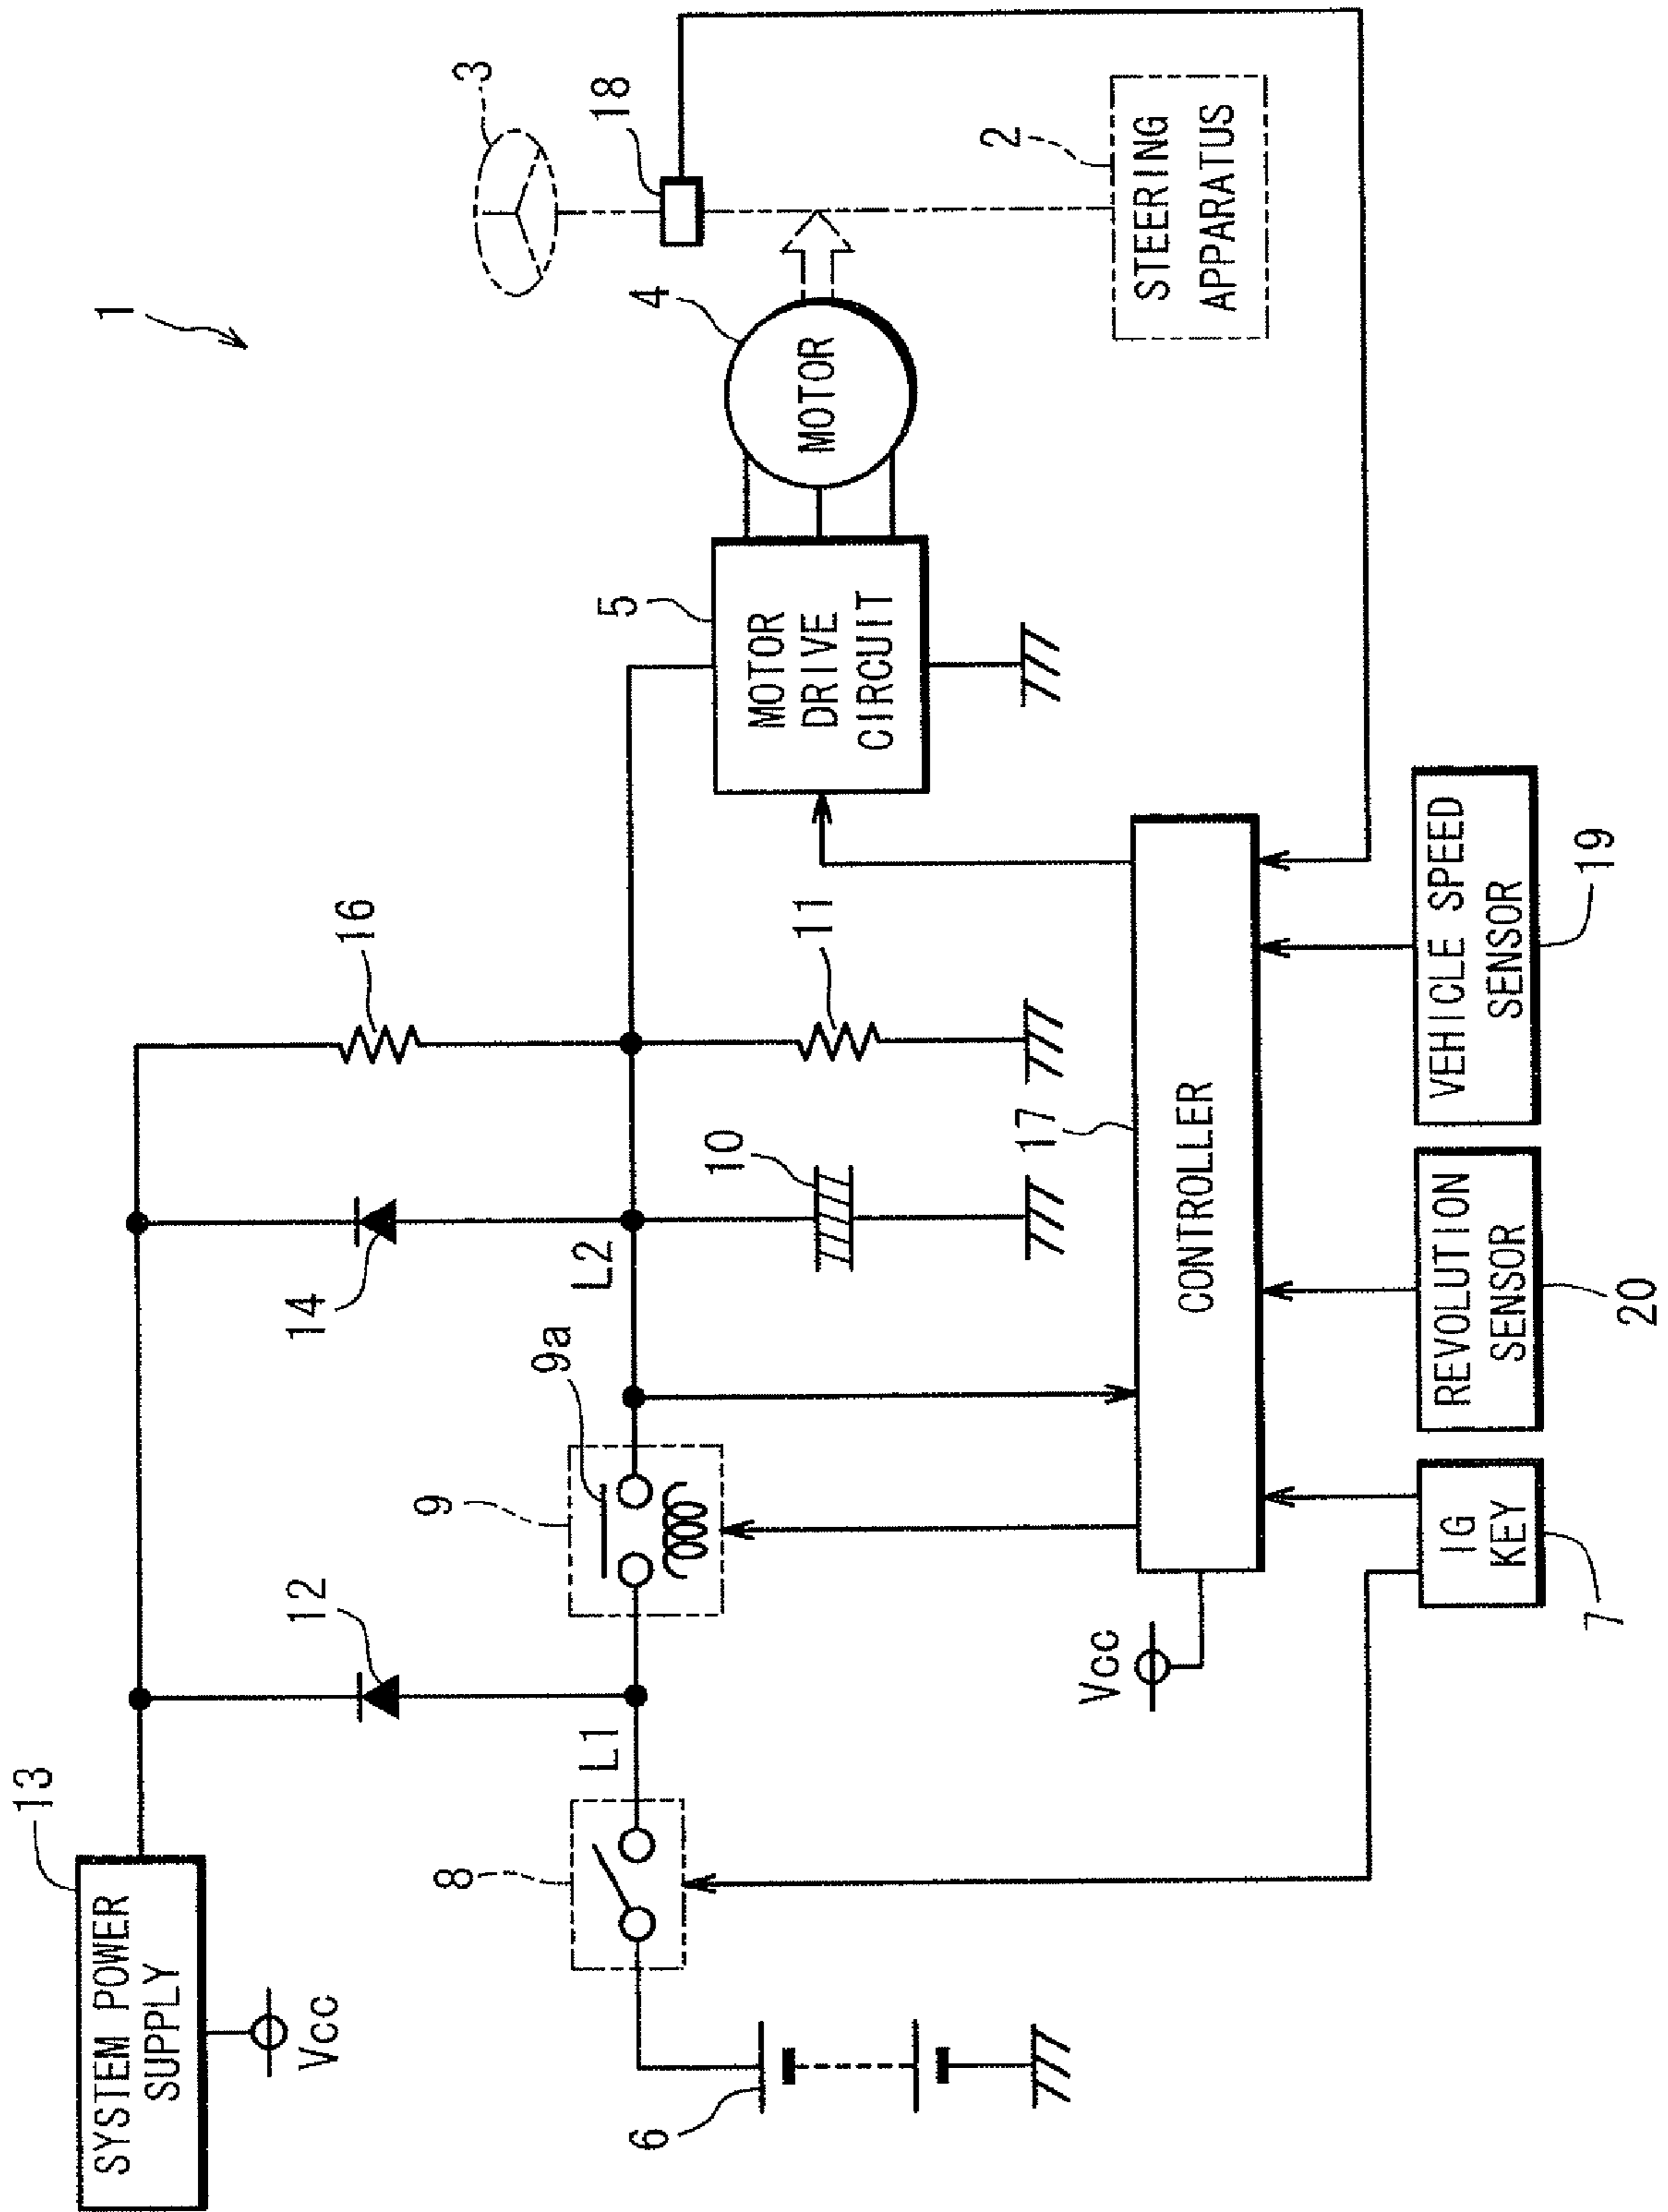 1
SYSTEM POWER
SUPPLY
13
Vcc
12
14
16
3
18
4
MOTOR
5
MOTOR
DRIVE
CIRCUIT
2
STEERING
APPARATUS
6
8
L1
9
9a
L2
10
11
Vcc
17
CONTROLLER
IG
KEY
7
REVOLUTION
SENSOR
20
VEHICLE SPEED
SENSOR
19